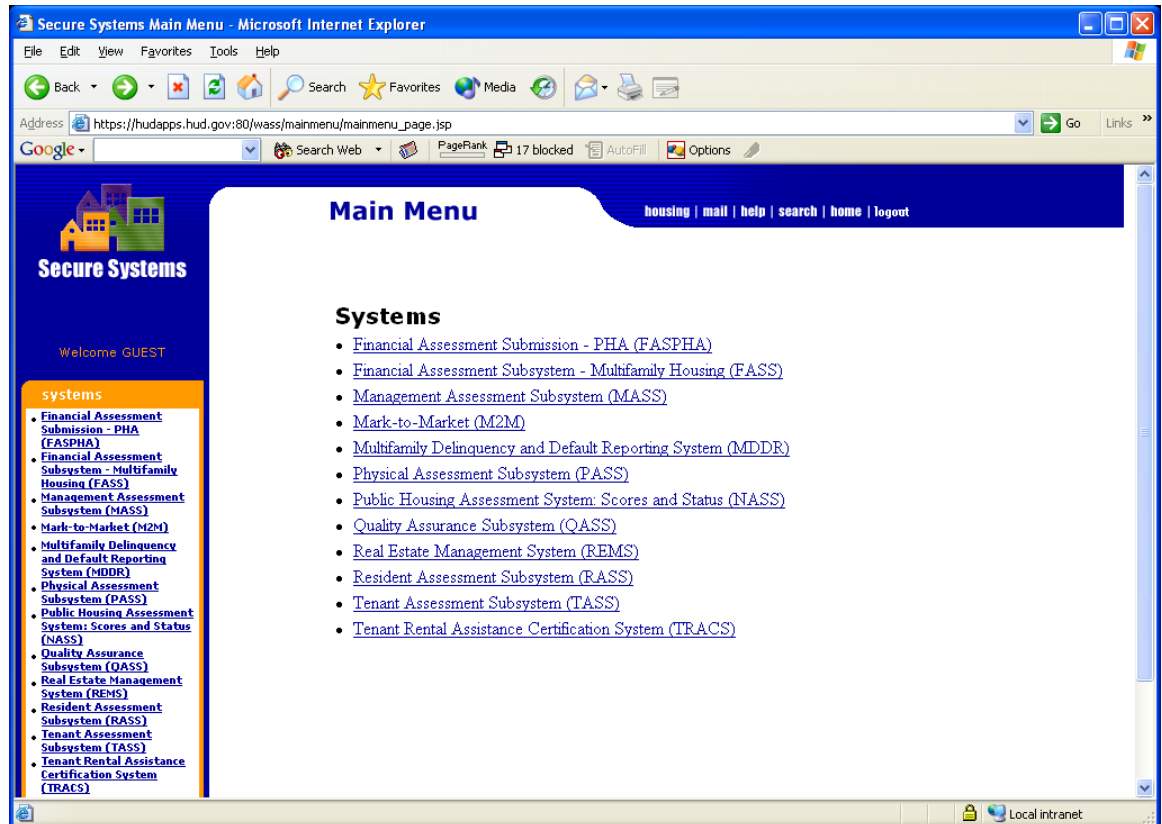 Secure Systems Main Menu - Microsoft Internet Explorer
File Edit View Favorites Tools Help
Back Search Favorites Media
Address https://hudapps.hud.gov:80/wass/mainmenu/mainmenu_page.jsp Go Links »
Google Search Web PageRank 17 blocked AutoFill Options
Main Menu
housing | mail | help | search | home | logout
Secure Systems
Welcome GUEST
systems
Financial Assessment
Submission - PHA
(FASPHA)
Financial Assessment
Subsystem - Multifamily
Housing (FASS)
Management Assessment
Subsystem (MASS)
Mark-to-Market (M2M)
Multifamily Delinquency
and Default Reporting
System (MDDR)
Physical Assessment
Subsystem (PASS)
Public Housing Assessment
System: Scores and Status
(NASS)
Quality Assurance
Subsystem (QASS)
Real Estate Management
System (REMS)
Resident Assessment
Subsystem (RASS)
Tenant Assessment
Subsystem (TASS)
Tenant Rental Assistance
Certification System
(TRACS)
Systems
Financial Assessment Submission - PHA (FASPHA)
Financial Assessment Subsystem - Multifamily Housing (FASS)
Management Assessment Subsystem (MASS)
Mark-to-Market (M2M)
Multifamily Delinquency and Default Reporting System (MDDR)
Physical Assessment Subsystem (PASS)
Public Housing Assessment System: Scores and Status (NASS)
Quality Assurance Subsystem (QASS)
Real Estate Management System (REMS)
Resident Assessment Subsystem (RASS)
Tenant Assessment Subsystem (TASS)
Tenant Rental Assistance Certification System (TRACS)
Local intranet